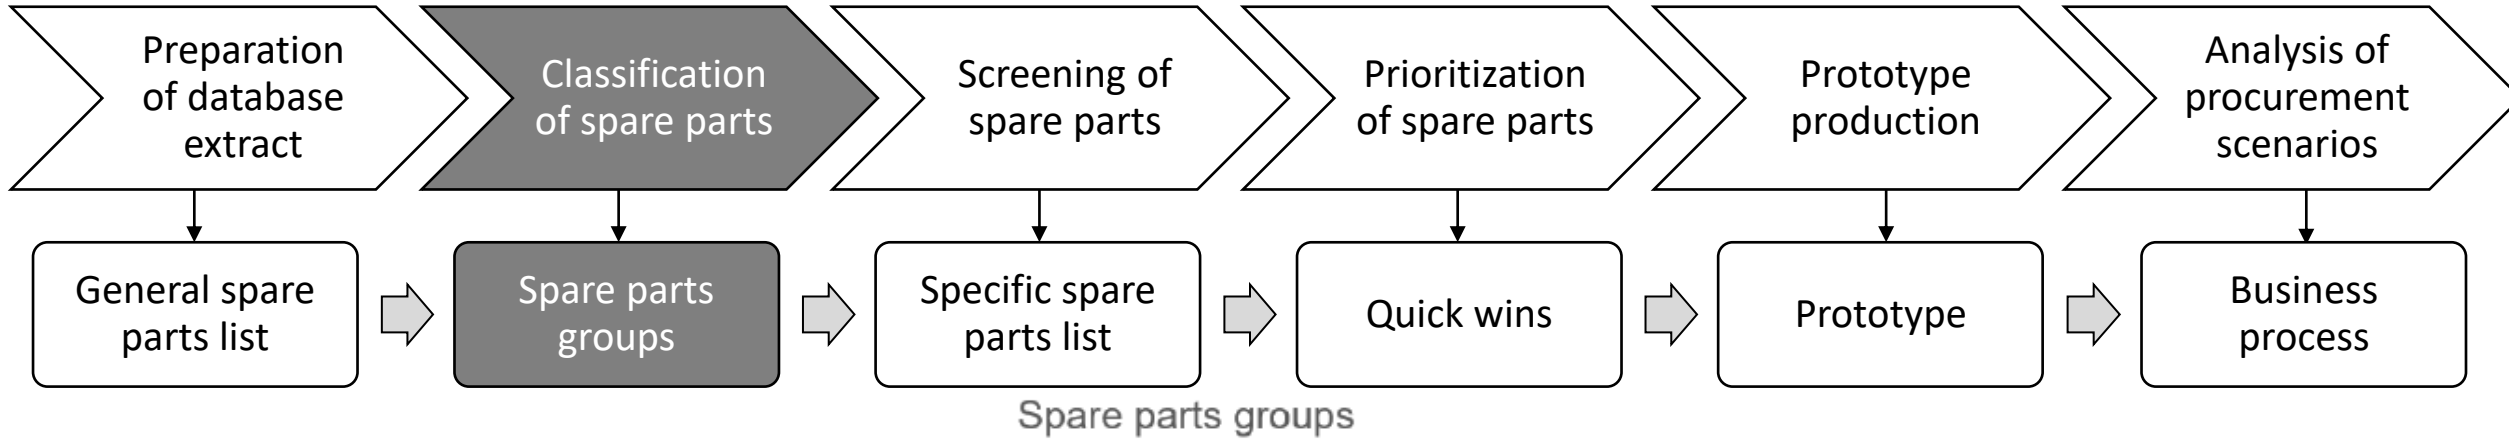 Preparation
of database
extract
Classification
of spare parts
Screening of
spare parts
Prioritization
of spare parts
Prototype
production
Analysis of
procurement
scenarios
General spare
parts list
Spare parts
groups
Specific spare
parts list
Quick wins
Prototype
Business
process
Spare parts groups